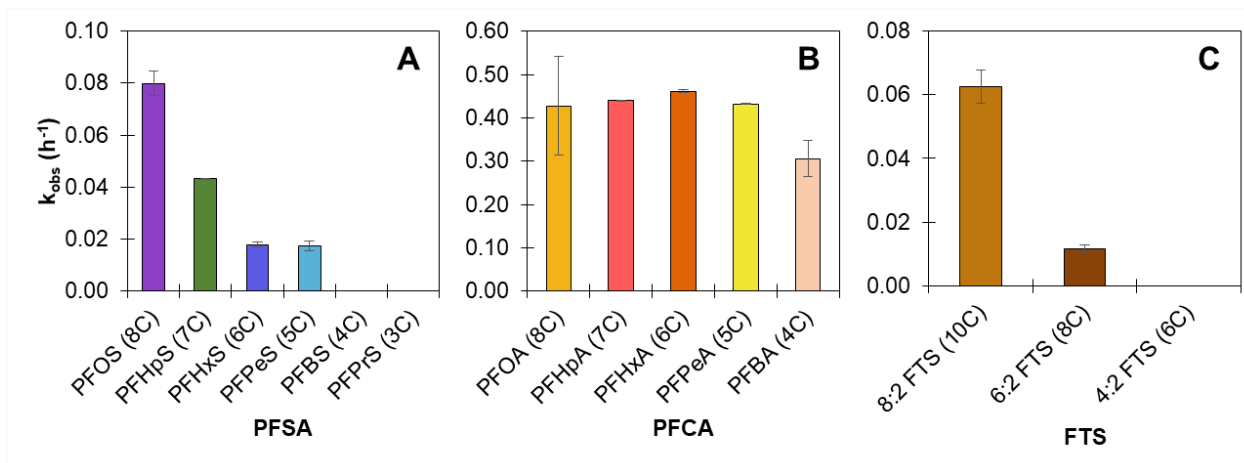 A
k_obs (h⁻¹)
0.10
0.08
0.06
0.04
0.02
0.00
PFOS (8C)
PFHpS (7C)
PFHxS (6C)
PFPeS (5C)
PFBS (4C)
PFPrS (3C)
PFSA
B
0.60
0.50
0.40
0.30
0.20
0.10
0.00
PFOA (8C)
PFHpA (7C)
PFHxA (6C)
PFPeA (5C)
PFBA (4C)
PFCA
C
0.08
0.06
0.04
0.02
0.00
8:2 FTS (10C)
6:2 FTS (8C)
4:2 FTS (6C)
FTS